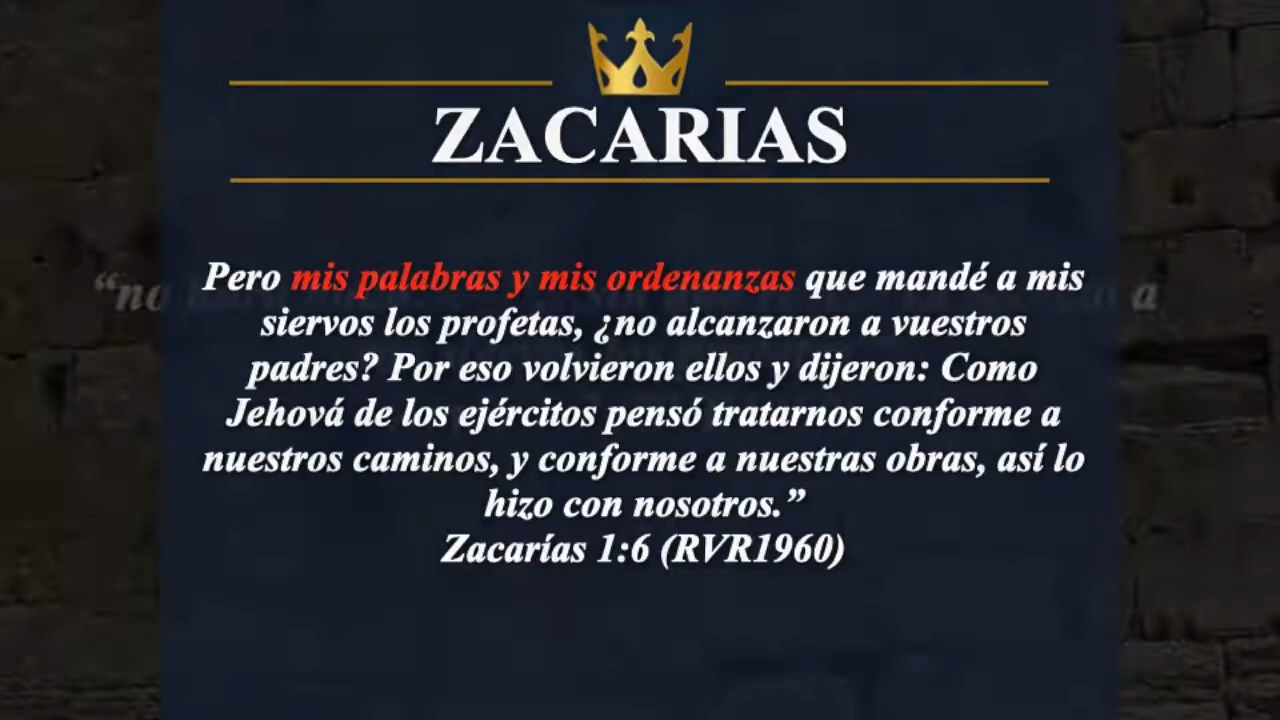 ZACARIAS
Pero mis palabras y mis ordenanzas que mandé a mis
siervos los profetas, ¿no alcanzaron a vuestros
padres? Por eso volvieron ellos y dijeron: Como
Jehová de los ejércitos pensó tratarnos conforme a
nuestros caminos, y conforme a nuestras obras, así lo
hizo con nosotros.”
Zacarías 1:6 (RVR1960)